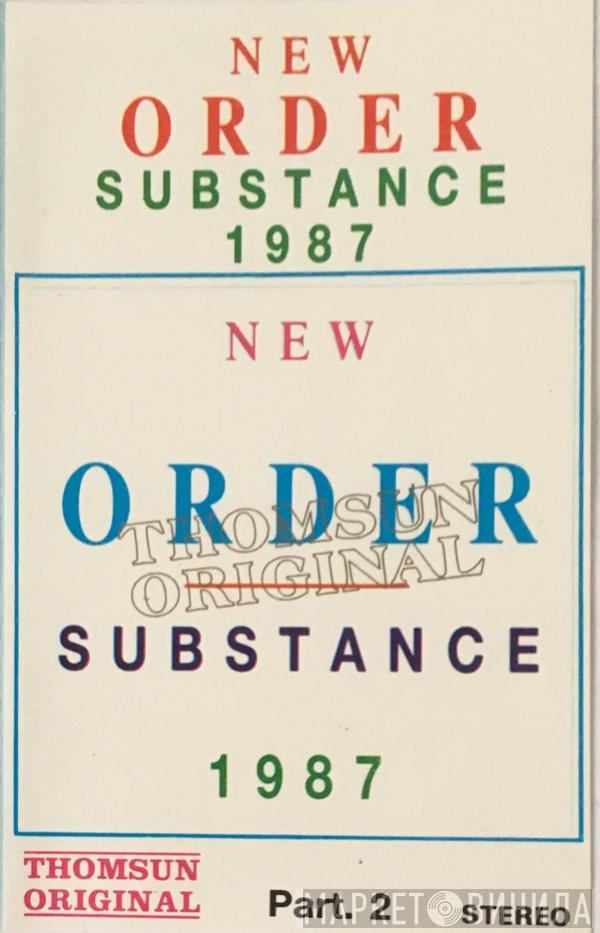 NEW
ORDER
SUBSTANCE
1987
NEW
ORDER
THOMSUN
ORIGINAL
SUBSTANCE
1987
THOMSUN
ORIGINAL
Part. 2
STEREO
МАРКЕТ ВИНИЛА